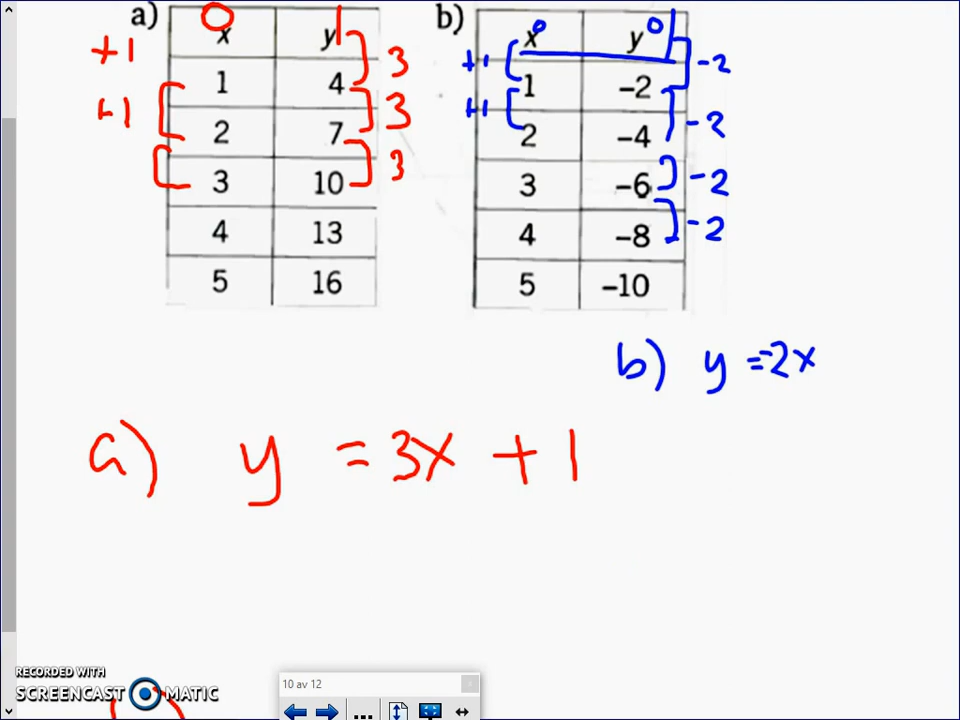 a) 0 1
x y
+1 3
1 4
+1 3
2 7
3
3 10
4 13
5 16
b) 0 0
x y
+1 -2
1 -2
+1 -2
2 -4
-2
3 -6
-2
4 -8
5 -10
b) y =-2x
a) y = 3x + 1
RECORDED WITH
SCREENCAST MATIC
10 av 12
x
...